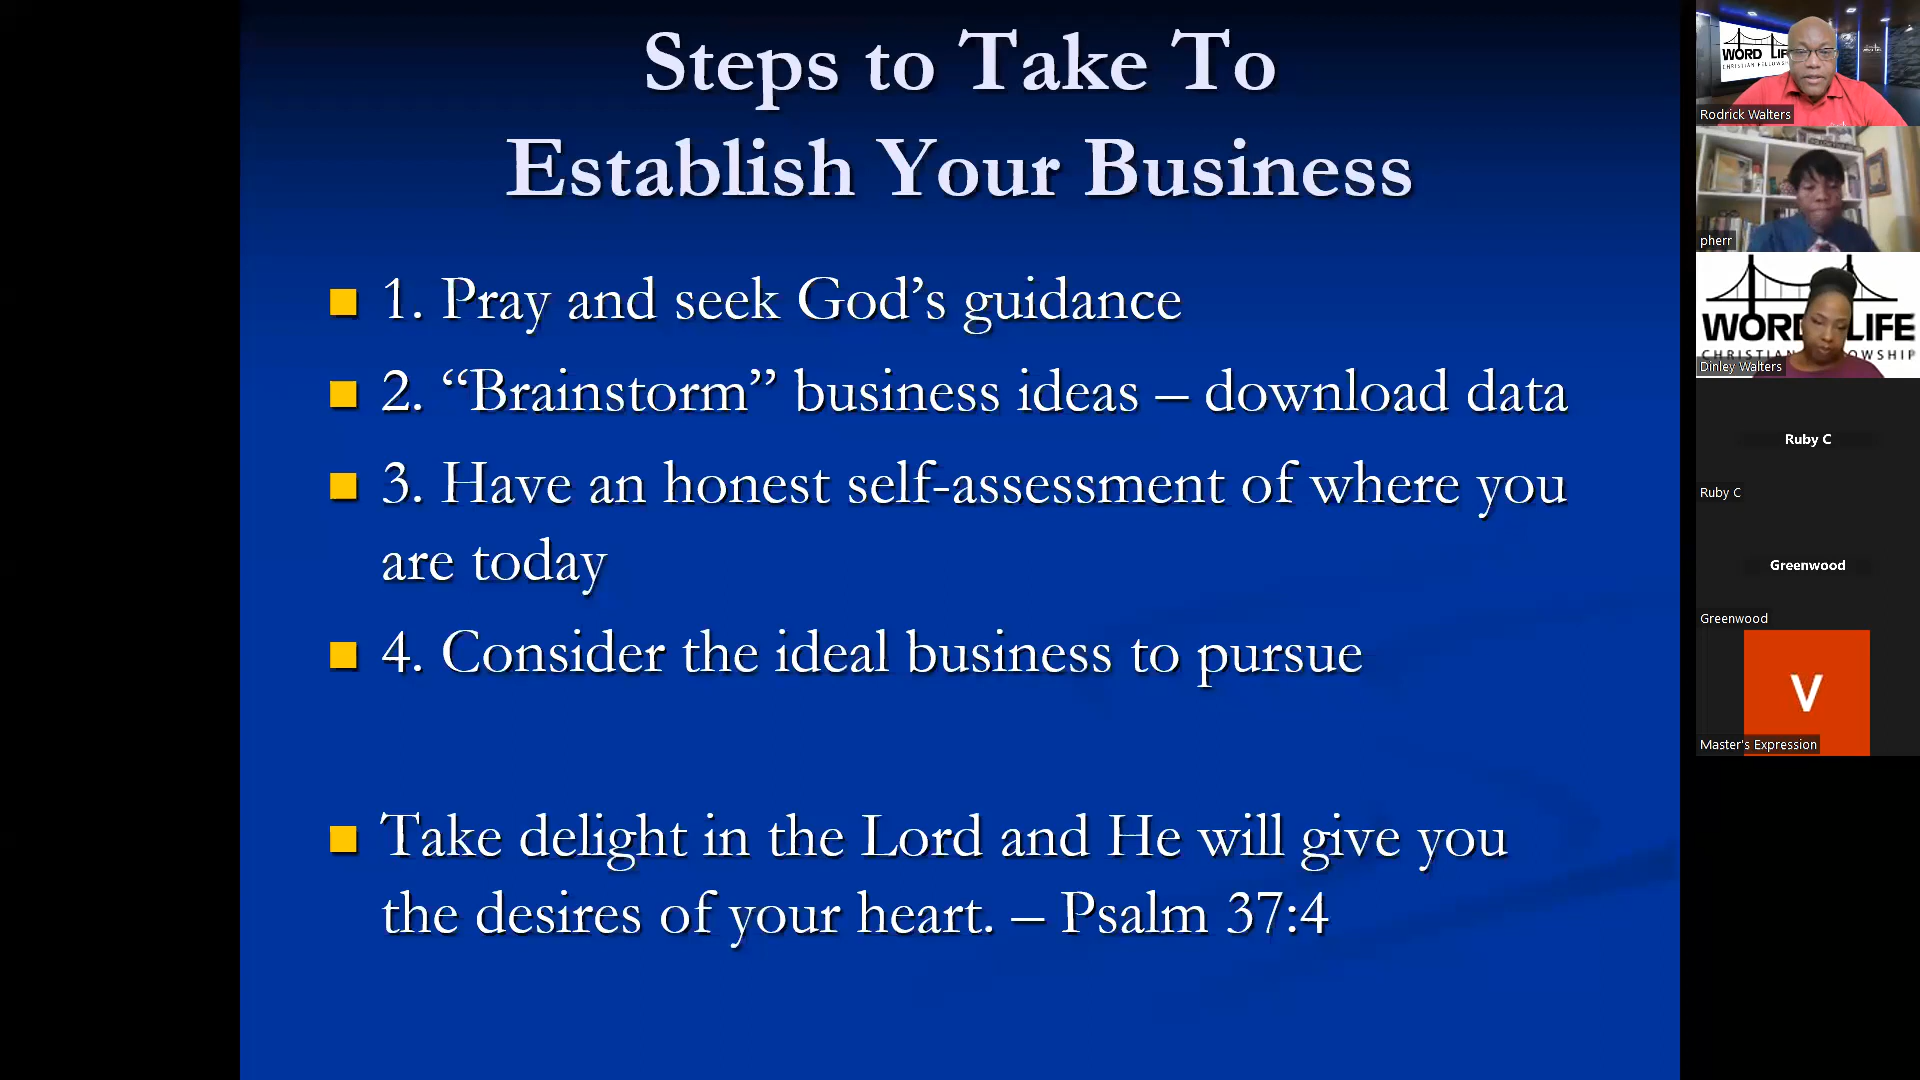 Steps to Take To
Establish Your Business
1. Pray and seek God’s guidance
2. “Brainstorm” business ideas – download data
3. Have an honest self-assessment of where you
are today
4. Consider the ideal business to pursue
Take delight in the Lord and He will give you
the desires of your heart. – Psalm 37:4
WORD LIF
Rodrick Walters
pherr
WORD LIFE
Dinley Walters
Ruby C
Ruby C
Greenwood
Greenwood
V
Master's Expression